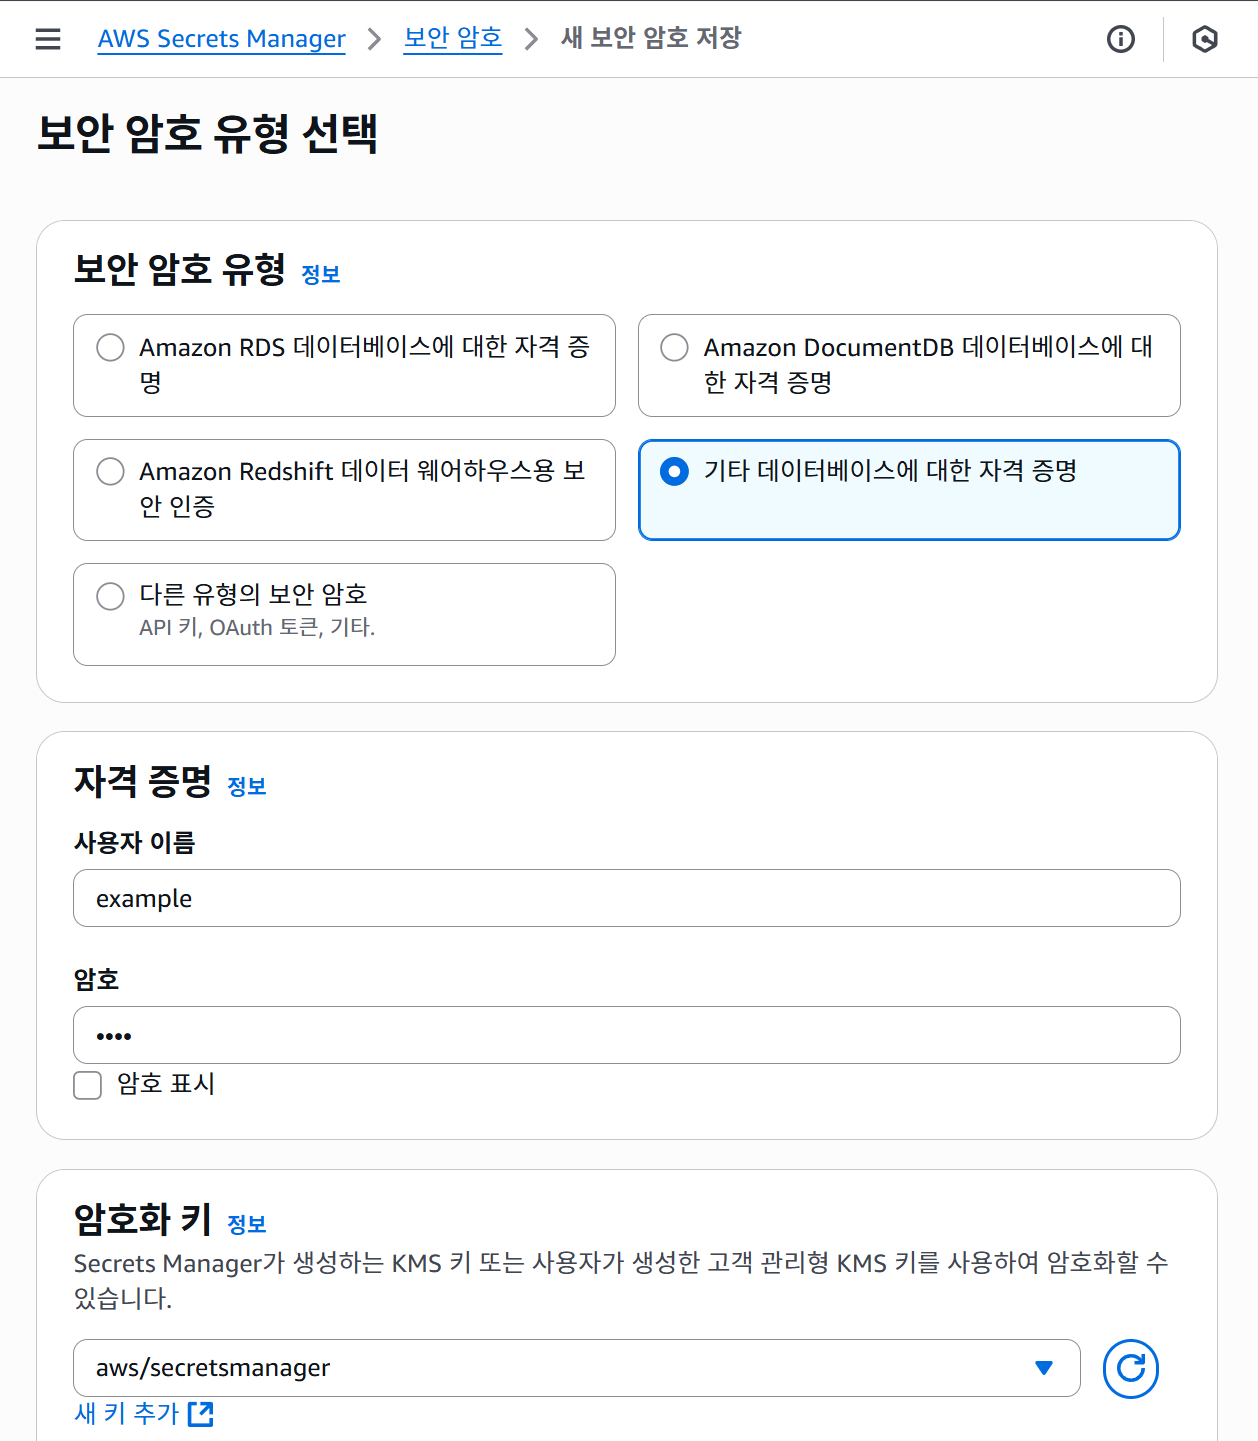 AWS Secrets Manager > 보안 암호 > 새 보안 암호 저장
보안 암호 유형 선택
보안 암호 유형 정보
Amazon RDS 데이터베이스에 대한 자격 증
명
Amazon DocumentDB 데이터베이스에 대
한 자격 증명
Amazon Redshift 데이터 웨어하우스용 보
안 인증
기타 데이터베이스에 대한 자격 증명
다른 유형의 보안 암호
API 키, OAuth 토큰, 기타.
자격 증명 정보
사용자 이름
example
암호
••••
암호 표시
암호화 키 정보
Secrets Manager가 생성하는 KMS 키 또는 사용자가 생성한 고객 관리형 KMS 키를 사용하여 암호화할 수
있습니다.
aws/secretsmanager
새 키 추가